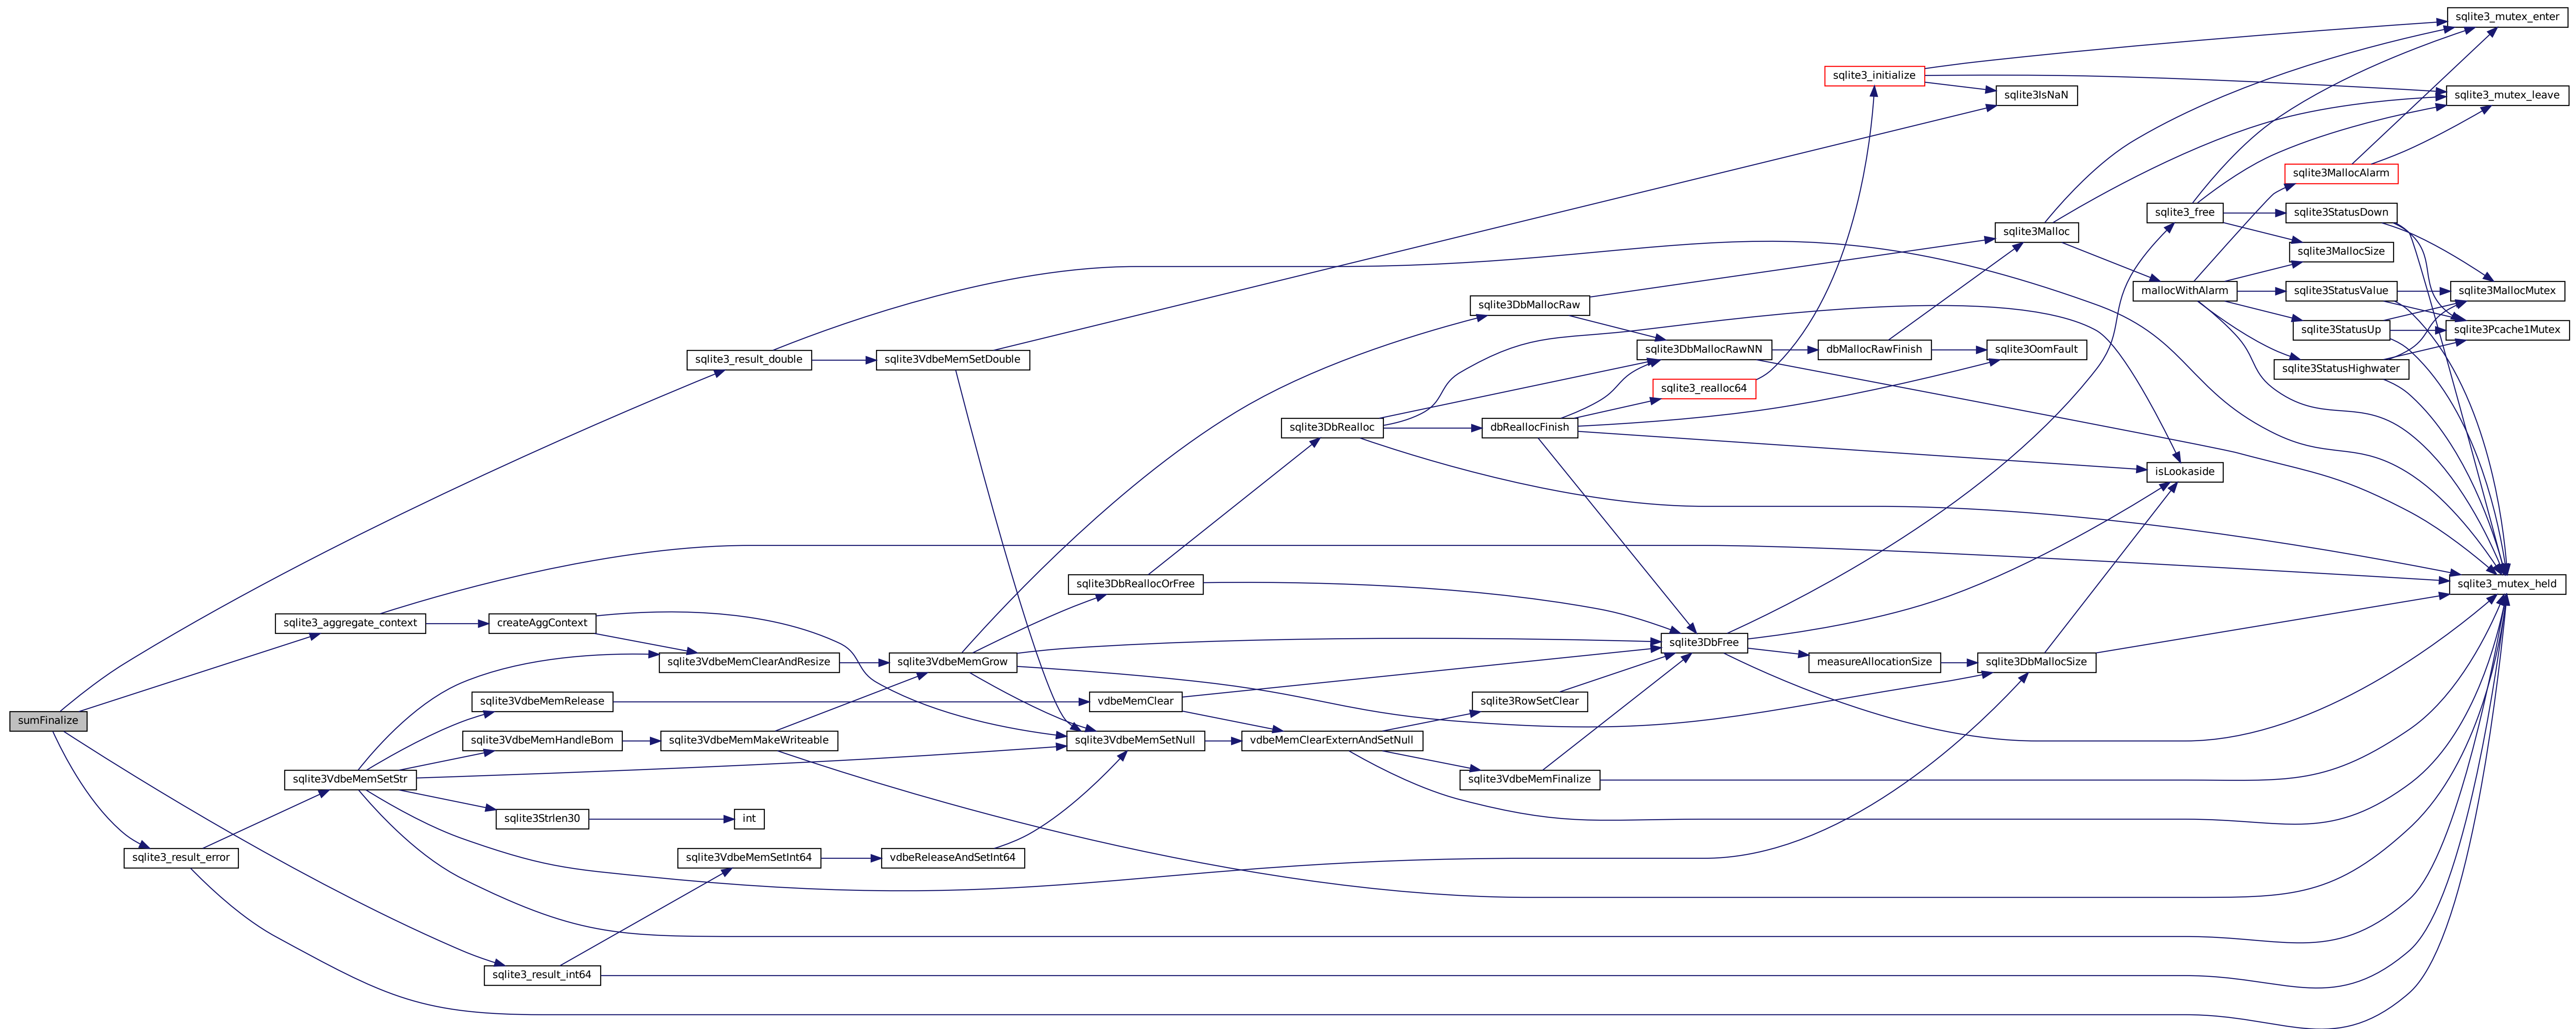 sumFinalize
sqlite3_result_error
sqlite3_aggregate_context
sqlite3VdbeMemSetStr
createAggContext
sqlite3VdbeMemRelease
sqlite3VdbeMemHandleBom
sqlite3Strlen30
sqlite3_result_int64
sqlite3_result_double
sqlite3VdbeMemClearAndResize
sqlite3VdbeMemMakeWriteable
int
sqlite3VdbeMemSetInt64
sqlite3VdbeMemSetDouble
sqlite3VdbeMemGrow
vdbeReleaseAndSetInt64
sqlite3DbReallocOrFree
vdbeMemClear
sqlite3VdbeMemSetNull
sqlite3DbRealloc
vdbeMemClearExternAndSetNull
sqlite3DbMallocRaw
dbReallocFinish
sqlite3RowSetClear
sqlite3VdbeMemFinalize
sqlite3DbMallocRawNN
sqlite3_realloc64
sqlite3DbFree
sqlite3_initialize
dbMallocRawFinish
measureAllocationSize
sqlite3IsNaN
sqlite3Malloc
sqlite3OomFault
sqlite3DbMallocSize
sqlite3_free
mallocWithAlarm
isLookaside
sqlite3MallocAlarm
sqlite3StatusDown
sqlite3MallocSize
sqlite3StatusValue
sqlite3StatusUp
sqlite3StatusHighwater
sqlite3_mutex_enter
sqlite3_mutex_leave
sqlite3MallocMutex
sqlite3Pcache1Mutex
sqlite3_mutex_held